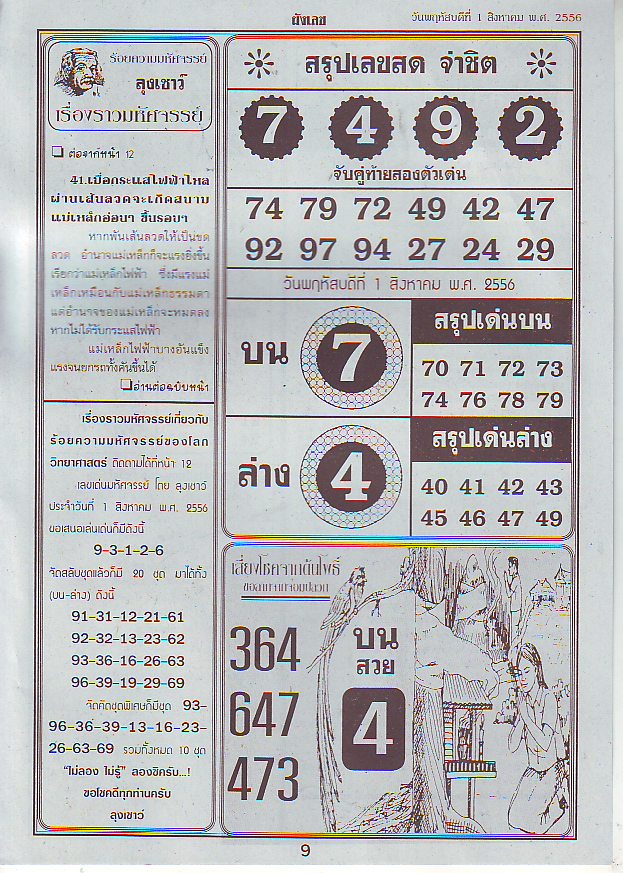 ผังเลข
วันพฤหัสบดีที่ 1 สิงหาคม พ.ศ. 2556
ร้อยความมหัศจรรย์
ลุงเชาว์
เรื่องราวมหัศจรรย์
❑ ต่อจากหน้า 12
41.เมื่อกระแสไฟฟ้าไหล
ผ่านเส้นลวดจะเกิดสนาม
แม่เหล็กอ่อนๆ ขึ้นรอบๆ
หากพันเส้นลวดให้เป็นขด
ลวด อำนาจแม่เหล็กก็จะแรงยิ่งขึ้น
เรียกว่าแม่เหล็กไฟฟ้า ซึ่งมีแรงแม่
เหล็กเหมือนกับแม่เหล็กธรรมดา
แต่อำนาจของแม่เหล็กจะหมดลง
หากไม่ได้รับกระแสไฟฟ้า
แม่เหล็กไฟฟ้าบางอันแข็ง
แรงจนยกรถทั้งคันขึ้นได้
❑อ่านต่อฉบับหน้า
เรื่องราวมหัศจรรย์เกี่ยวกับ
ร้อยความมหัศจรรย์ของโลก
วิทยาศาสตร์ ติดตามได้ที่หน้า 12
เลขเด่นมหัศจรรย์ โดย ลุงเชาว์
ประจำวันที่ 1 สิงหาคม พ.ศ. 2556
ขอเสนอเล่นเด่นก็มีดังนี้
9-3-1-2-6
จัดสลับชุดแล้วก็มี 20 ชุด มาได้ทั้ง
(บน-ล่าง) ดังนี้
91-31-12-21-61
92-32-13-23-62
93-36-16-26-63
96-39-19-29-69
จัดคิดชุดพิเศษก็มีชุด 93-
96-36-39-13-16-23-
26-63-69 รวมทั้งหมด 10 ชุด
"ไม่ลอง ไม่รู้" ลองซิครับ...!
ขอโชคดีทุกท่านครับ
ลุงเชาว์
สรุปเลขสด จ่าชิต
7 4 9 2
จับคู่ท้ายสองตัวเด่น
74 79 72 49 42 47
92 97 94 27 24 29
วันพฤหัสบดีที่ 1 สิงหาคม พ.ศ. 2556
บน 7
สรุปเด่นบน
70 71 72 73
74 76 78 79
ล่าง 4
สรุปเด่นล่าง
40 41 42 43
45 46 47 49
เสี่ยงโชคจากต้นโพธิ์
364
647
473
บน
สวย
4
9